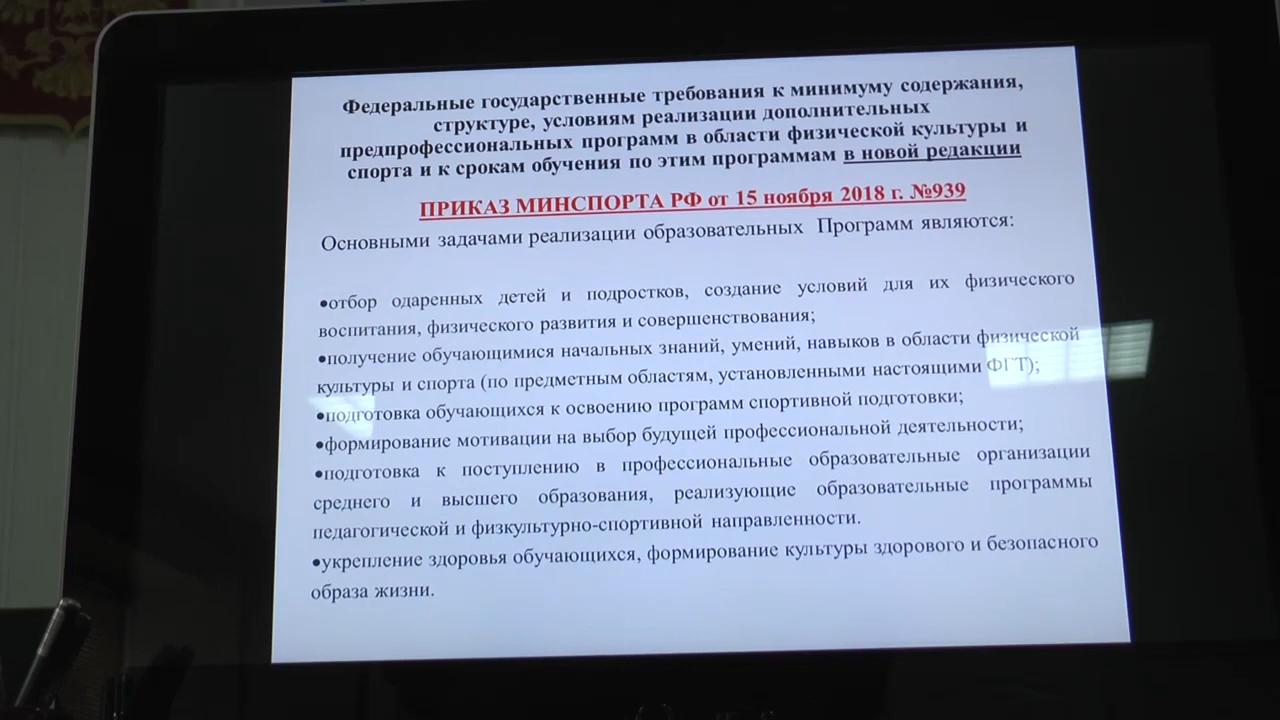 Федеральные государственные требования к минимуму содержания,
структуре, условиям реализации дополнительных
предпрофессиональных программ в области физической культуры и
спорта и к срокам обучения по этим программам в новой редакции
ПРИКАЗ МИНСПОРТА РФ от 15 ноября 2018 г. №939
Основными задачами реализации образовательных Программ являются:
•отбор одаренных детей и подростков, создание условий для их физического
воспитания, физического развития и совершенствования;
•получение обучающимися начальных знаний, умений, навыков в области физической
культуры и спорта (по предметным областям, установленными настоящими ФГТ);
•подготовка обучающихся к освоению программ спортивной подготовки;
•формирование мотивации на выбор будущей профессиональной деятельности;
•подготовка к поступлению в профессиональные образовательные организации
среднего и высшего образования, реализующие образовательные программы
педагогической и физкультурно-спортивной направленности.
•укрепление здоровья обучающихся, формирование культуры здорового и безопасного
образа жизни.